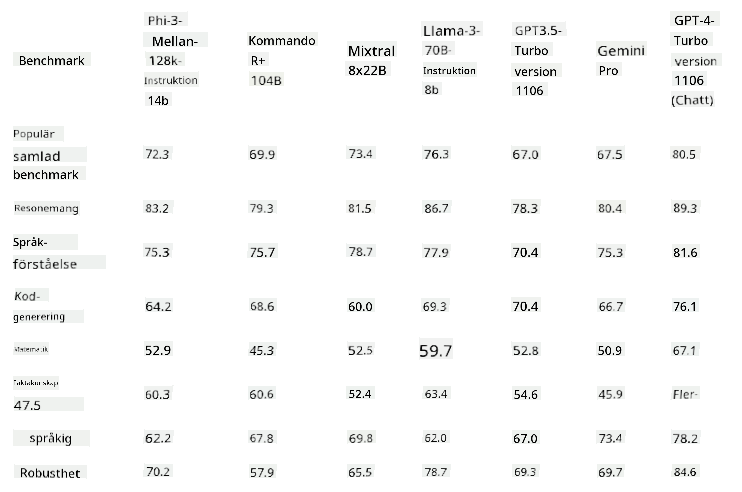 Benchmark Phi-3-Mellan-128k-Instruktion 14b Kommando R+ 104B Mixtral 8x22B Llama-3-70B-Instruktion 8b GPT3.5-Turbo version 1106 Gemini Pro GPT-4-Turbo version 1106 (Chatt)
Populär samlad benchmark 72.3 69.9 73.4 76.3 67.0 67.5 80.5
Resonemang 83.2 79.3 81.5 86.7 78.3 80.4 89.3
Språk-förståelse 75.3 75.7 78.7 77.9 70.4 75.3 81.6
Kod-generering 64.2 68.6 60.0 69.3 70.4 66.7 76.1
Matematik 52.9 45.3 52.5 59.7 52.8 50.9 67.1
Faktakunskap 47.5 60.3 60.6 52.4 63.4 54.6 45.9 Fler-
språkig 62.2 67.8 69.8 62.0 67.0 73.4 78.2
Robusthet 70.2 57.9 65.5 78.7 69.3 69.7 84.6